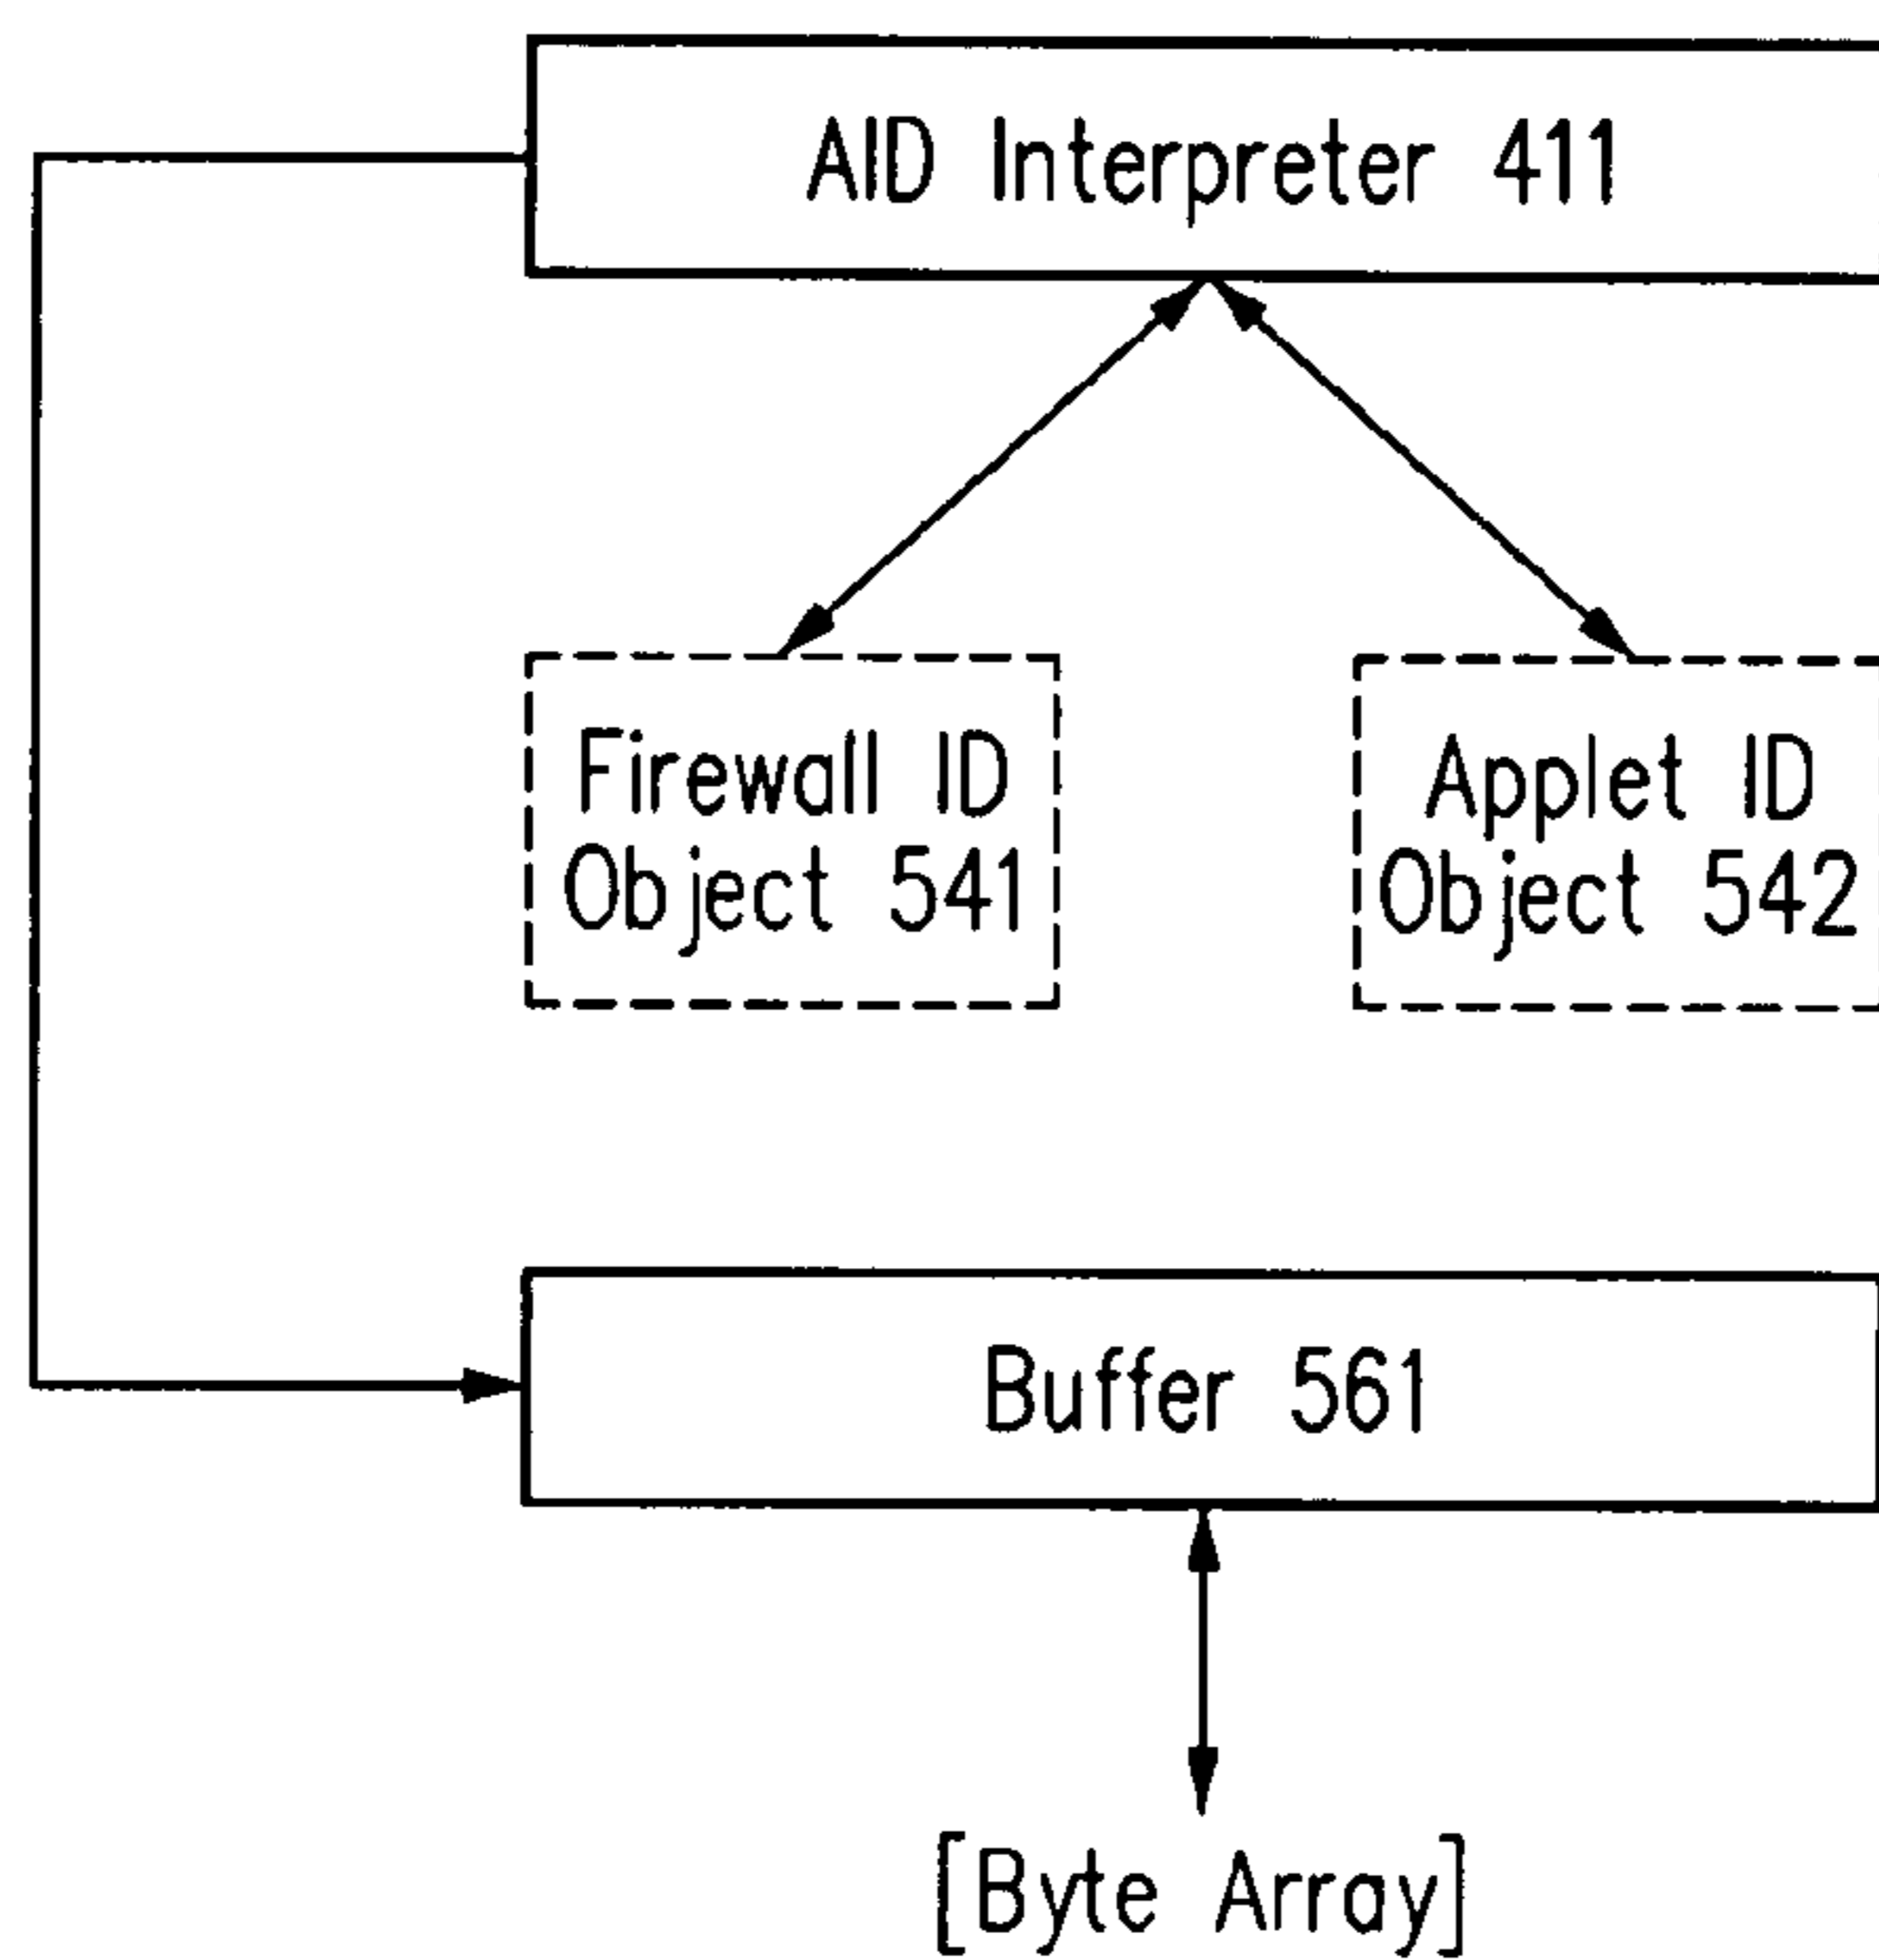 AID Interpreter 411
Firewall ID
Object 541
Applet ID
Object 542
Buffer 561
[Byte Array]